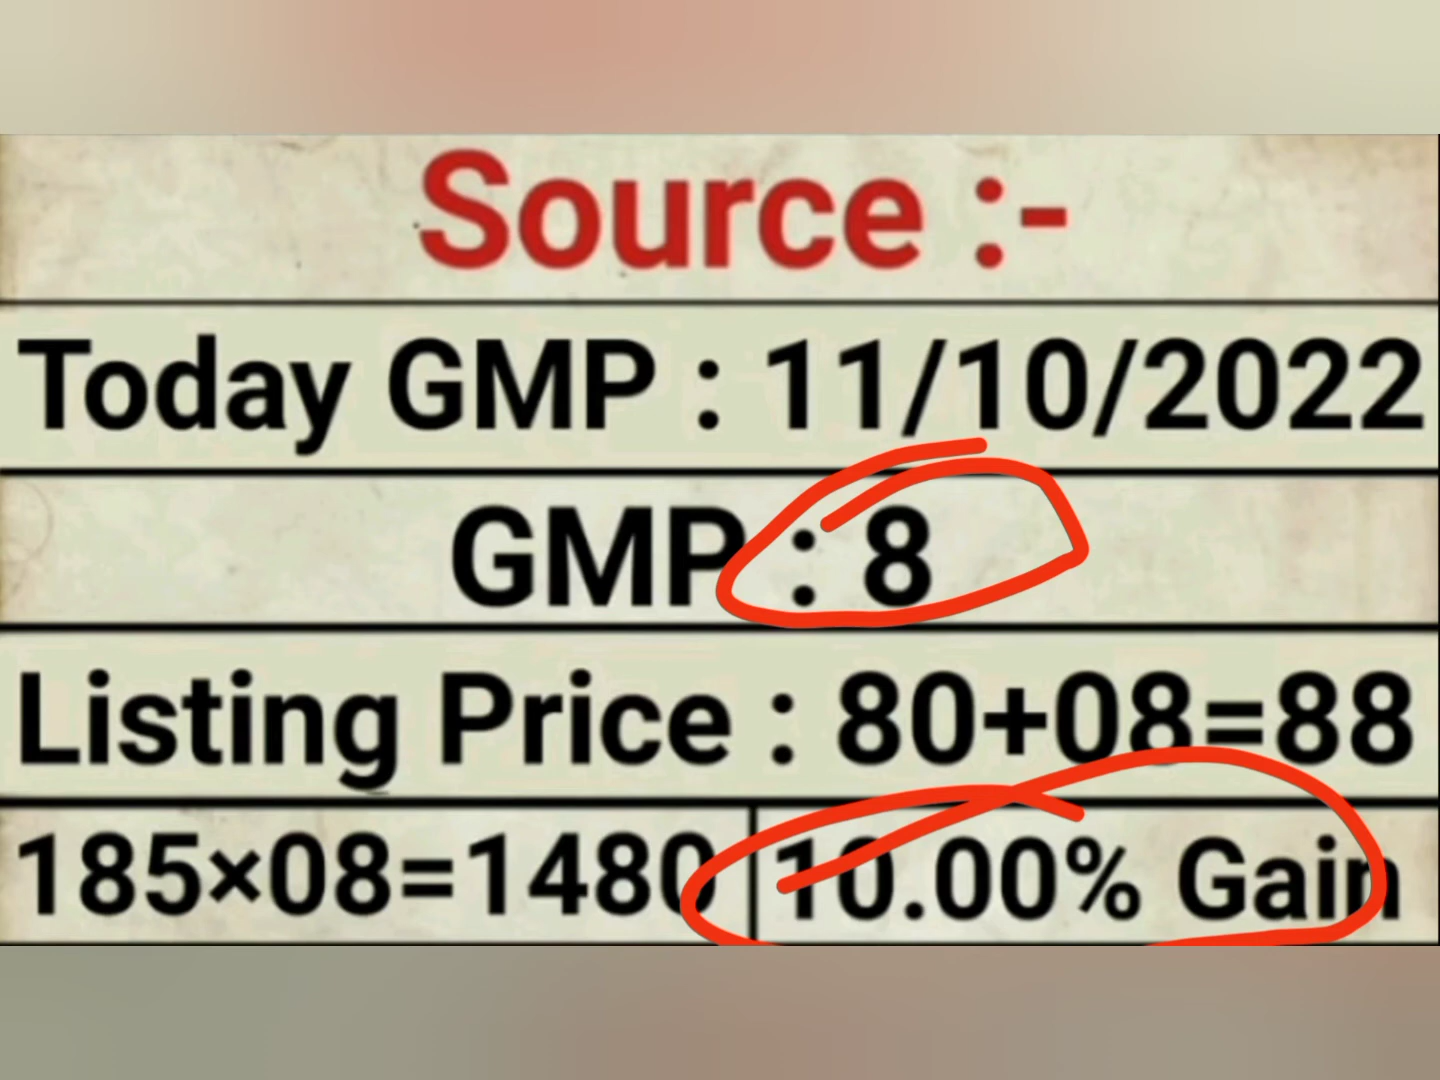 Source :-
Today GMP : 11/10/2022
GMP : 8
Listing Price : 80+08=88
185×08=1480 10.00% Gain